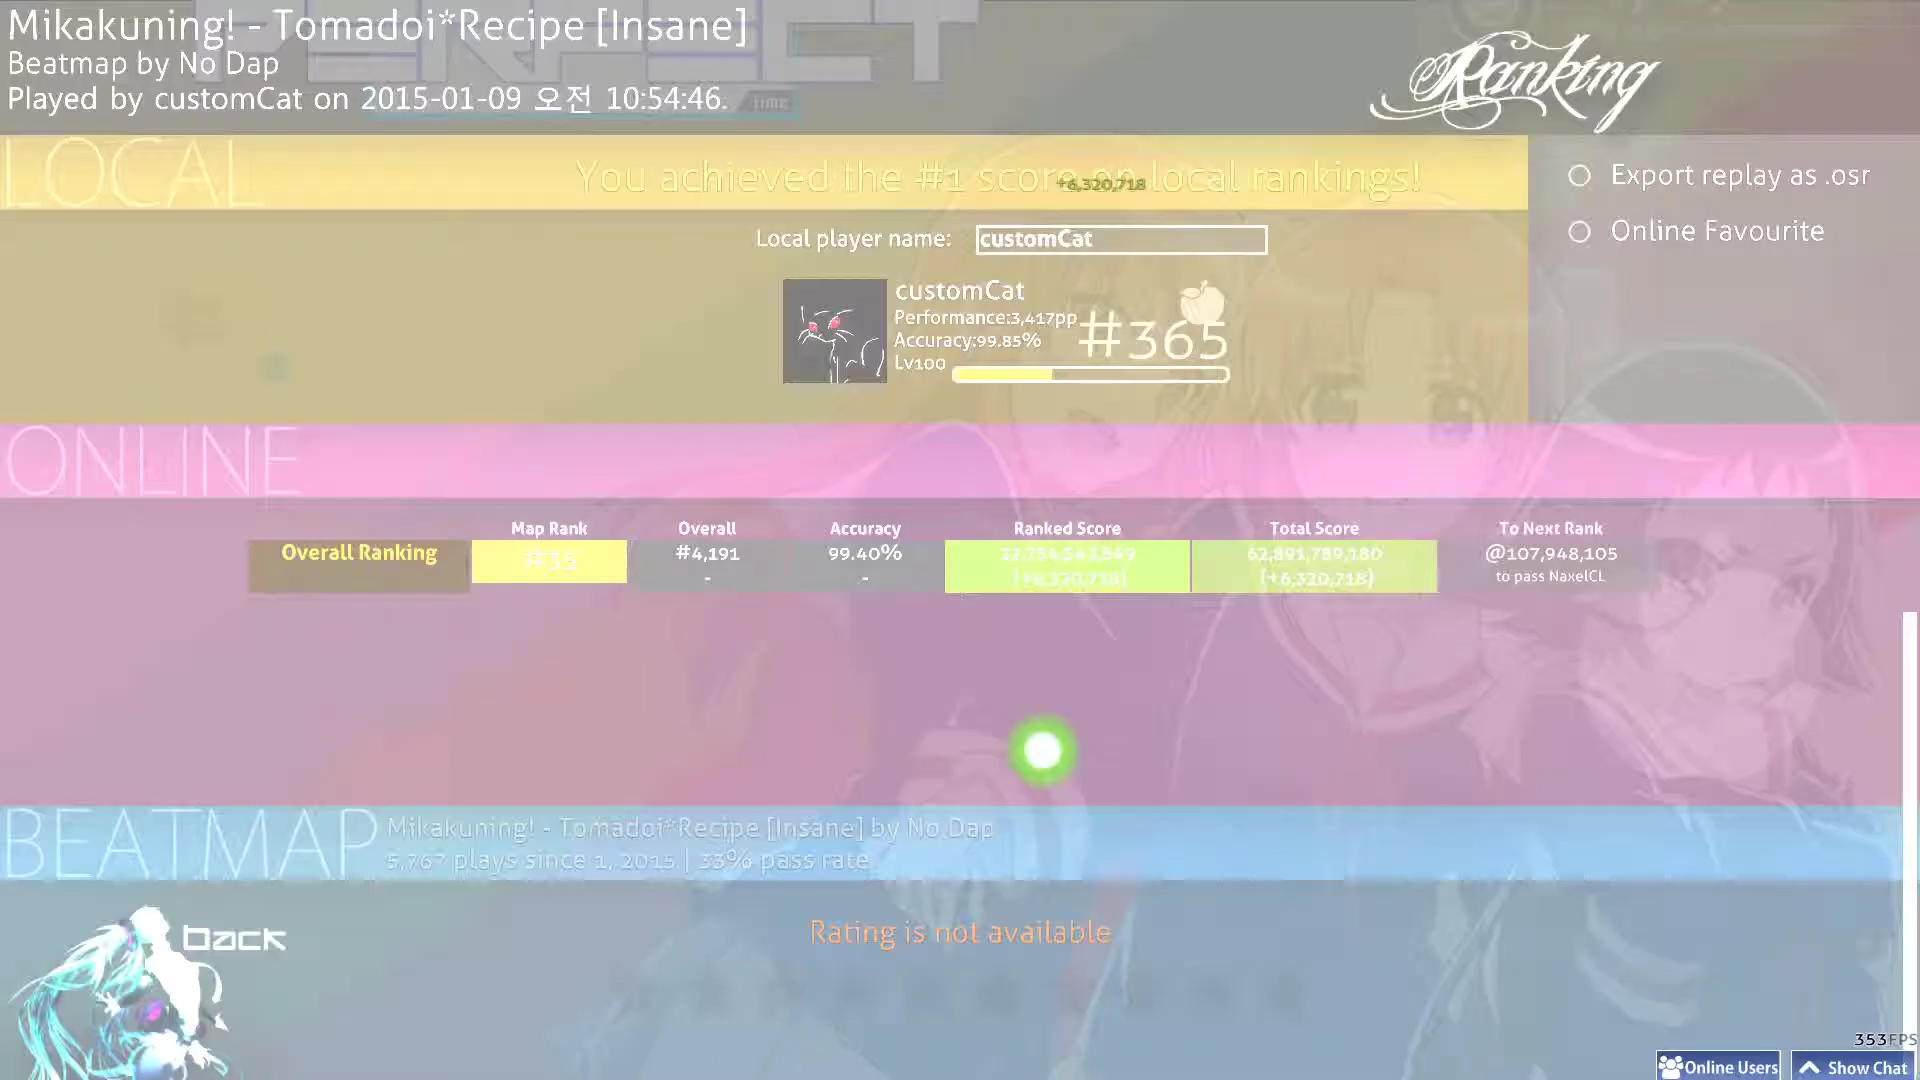 Mikakuning! - Tomadoi*Recipe [Insane]
Beatmap by No Dap
Played by customCat on 2015-01-09 오전 10:54:46.
PERFECT
TIME
Ranking
LOCAL
You achieved the #1 score on local rankings!
+6,320,718
Export replay as .osr
Online Favourite
Local player name: customCat
customCat
Performance:3,417pp
Accuracy:99.85%
Lv100
#365
ONLINE
Map Rank Overall Accuracy Ranked Score Total Score To Next Rank
Overall Ranking #35 #4,191 99.40% 62,891,789,180 @107,948,105
- - (+6,320,718) (+6,320,718) to pass NaxelCL
BEATMAP
Mikakuning! - Tomadoi*Recipe [Insane] by No Dap
5,767 plays since 1, 2015 | 33% pass rate
Rating is not available
back
353FPS
Online Users
Show Chat